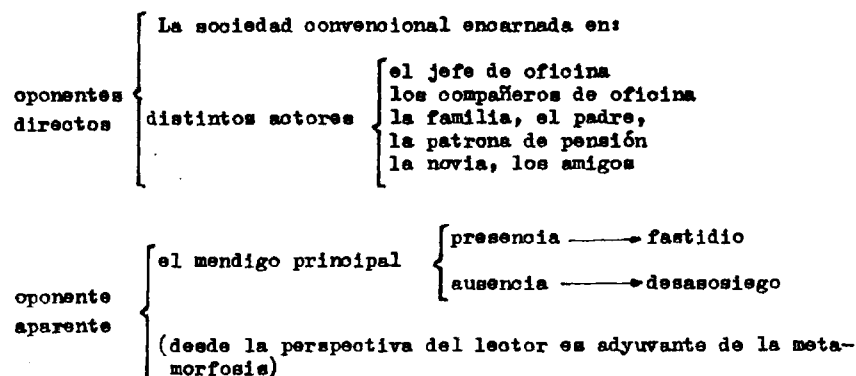 La sociedad convencional encarnada en:
oponentes
directos
distintos actores
el jefe de oficina
los compañeros de oficina
la familia, el padre,
la patrona de pensión
la novia, los amigos
oponente
aparente
el mendigo principal
presencia → fastidio
ausencia → desasosiego
(desde la perspectiva del lector es adyuvante de la meta-
morfosis)